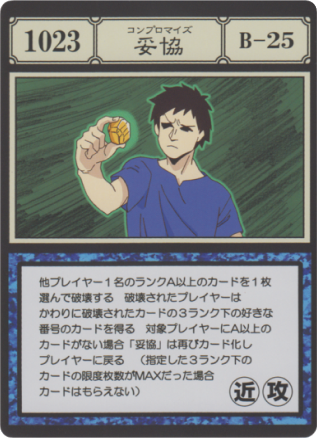 1023
コンプロマイズ
妥協
B-25
他プレイヤー1名のランクA以上のカードを1枚
選んで破壊する 破壊されたプレイヤーは
かわりに破壊されたカードの3ランク下の好きな
番号のカードを得る 対象プレイヤーにA以上の
カードがない場合「妥協」は再びカード化し
プレイヤーに戻る (指定した3ランク下の
カードの限度枚数がMAXだった場合
カードはもらえない)
近 攻